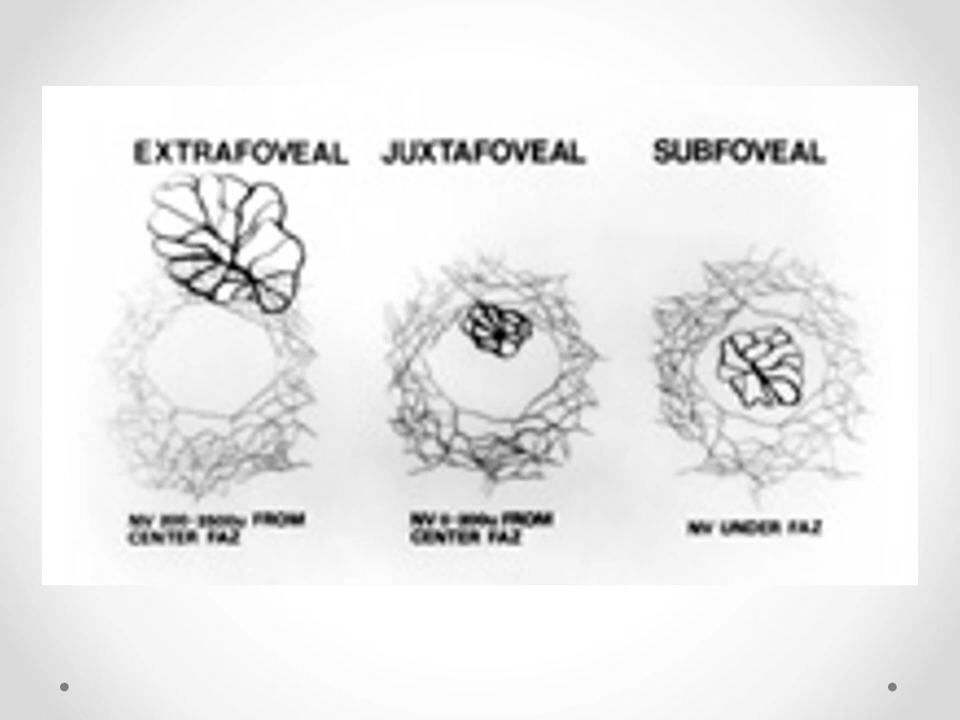 EXTRAFOVEAL
JUXTAFOVEAL
SUBFOVEAL
NV FROM
CENTER FAZ
NV FROM
CENTER FAZ
NV UNDER FAZ